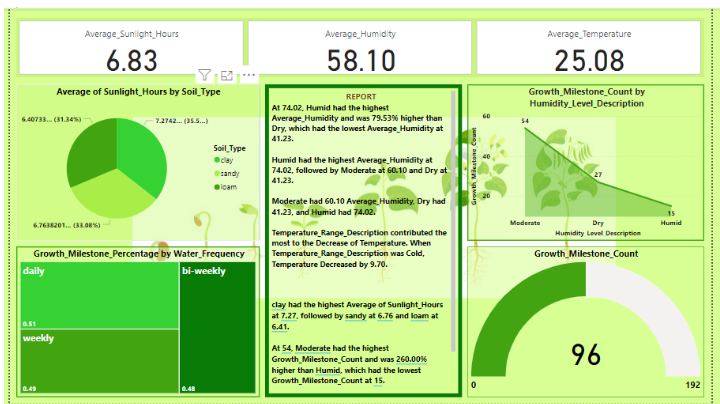 Average_Sunlight_Hours
6.83
Average_Humidity
58.10
Average_Temperature
25.08
Average of Sunlight_Hours by Soil_Type
6.40733... (31.34%)
7.2742... (35.5...)
6.7638201... (33.08%)
Soil_Type
clay
sandy
loam
REPORT
At 74.02, Humid had the highest
Average_Humidity and was 79.53% higher than
Dry, which had the lowest Average_Humidity at
41.23.
Humid had the highest Average_Humidity at
74.02, followed by Moderate at 60.10 and Dry at
41.23.
Moderate had 60.10 Average_Humidity, Dry had
41.23, and Humid had 74.02.
Temperature_Range_Description contributed the
most to the Decrease of Temperature. When
Temperature_Range_Description was Cold,
Temperature Decreased by 9.70.
clay had the highest Average of Sunlight_Hours
at 7.27, followed by sandy at 6.76 and loam at
6.41.
At 54, Moderate had the highest
Growth_Milestone_Count and was 260.00%
higher than Humid, which had the lowest
Growth_Milestone_Count at 15.
Growth_Milestone_Count by
Humidity_Level_Description
Growth_Milestone_Count
60
40
20
54
27
15
Moderate
Dry
Humid
Humidity Level Description
Growth_Milestone_Percentage by Water_Frequency
daily
0.51
weekly
0.49
bi-weekly
0.48
Growth_Milestone_Count
96
0
192